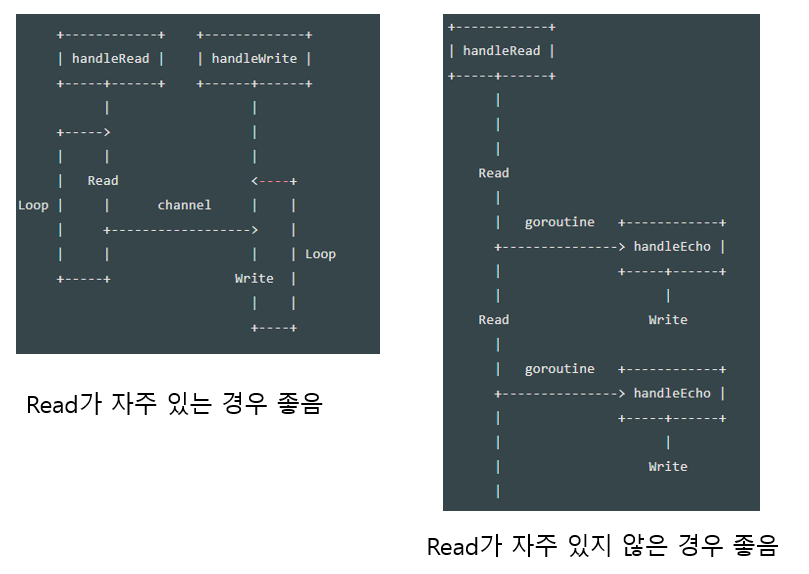 +------------+   +-------------+
| handleRead |   | handleWrite |
+-----+------+   +------+------+
|                 |
+----->                 |
|     |                 |
|   Read                <----+
Loop |     |      channel     |    |
|     +------------------>    |
|     |                 |    | Loop
+-----+               Write  |
|    |
+----+
Read가 자주 있는 경우 좋음
+------------+
| handleRead |
+-----+------+
|
|
|
Read
|
|   goroutine   +------------+
+---------------> handleEcho |
|               +-----+------+
|                     |
Read                 Write
|
|   goroutine   +------------+
+---------------> handleEcho |
|               +-----+------+
|                     |
|                   Write
|
Read가 자주 있지 않은 경우 좋음